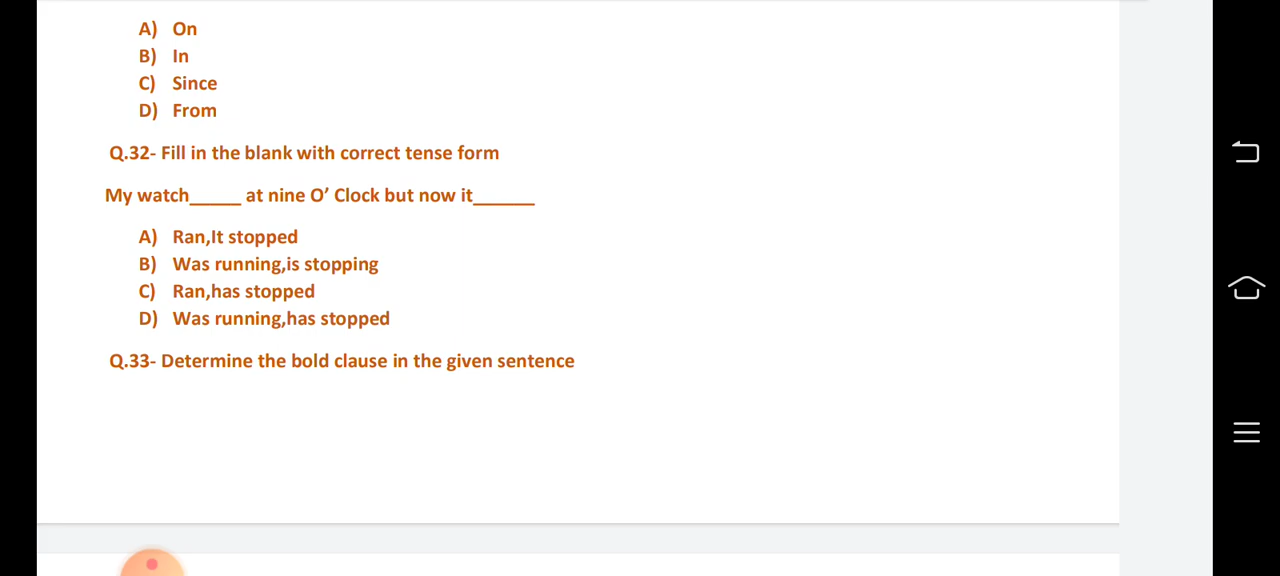 A) On
B) In
C) Since
D) From
Q.32- Fill in the blank with correct tense form
My watch_____ at nine O’ Clock but now it______
A) Ran,It stopped
B) Was running,is stopping
C) Ran,has stopped
D) Was running,has stopped
Q.33- Determine the bold clause in the given sentence